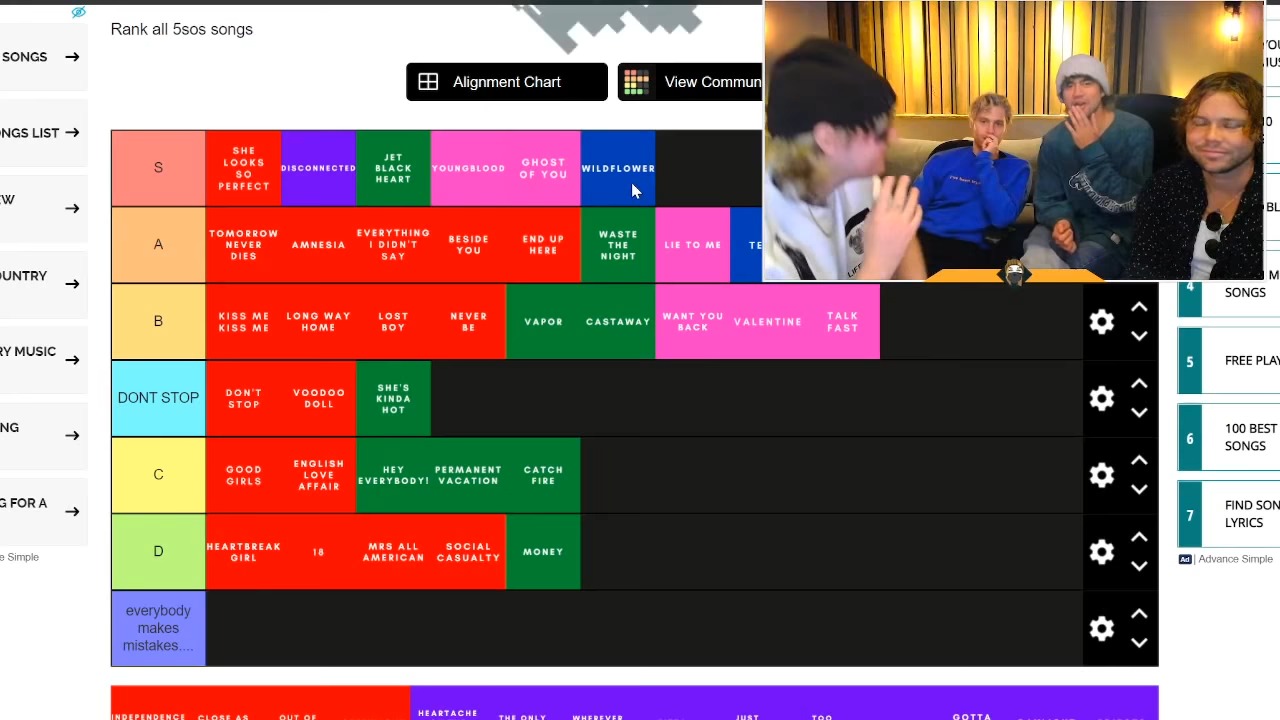 SONGS
Rank all 5sos songs
NGS LIST
Alignment Chart
View Commun
S
SHE
LOOKS
SO
PERFECT
DISCONNECTED
JET
BLACK
HEART
YOUNGBLOOD
GHOST
OF YOU
WILDFLOWER
A
TOMORROW
NEVER
DIES
AMNESIA
EVERYTHING
I DIDN'T
SAY
BESIDE
YOU
END UP
HERE
WASTE
THE
NIGHT
LIE TO ME
TE
B
KISS ME
KISS ME
LONG WAY
HOME
LOST
BOY
NEVER
BE
VAPOR
CASTAWAY
WANT YOU
BACK
VALENTINE
TALK
FAST
DONT STOP
DON'T
STOP
VOODOO
DOLL
SHE'S
KINDA
HOT
C
GOOD
GIRLS
ENGLISH
LOVE
AFFAIR
HEY
EVERYBODY!
PERMANENT
VACATION
CATCH
FIRE
D
HEARTBREAK
GIRL
18
MRS ALL
AMERICAN
SOCIAL
CASUALTY
MONEY
everybody
makes
mistakes....
INDEPENDENCE
CLOSE AS
OUT OF
HEARTACHE
THE ONLY
WHEREVER
JUST
TOO
GOTTA
W
OUNTRY
RY MUSIC
NG
G FOR A
Advance Simple
4
SONGS
5
FREE PLAY
6
100 BEST
SONGS
7
FIND SON
LYRICS
Ad | Advance Simple